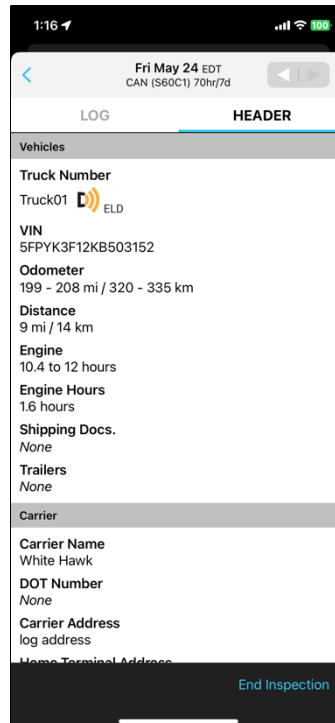 1:16
100
Fri May 24 EDT
CAN (S60C1) 70hr/7d
LOG
HEADER
Vehicles
Truck Number
Truck01 D ELD
VIN
5FPYK3F12KB503152
Odometer
199 - 208 mi / 320 - 335 km
Distance
9 mi / 14 km
Engine
10.4 to 12 hours
Engine Hours
1.6 hours
Shipping Docs.
None
Trailers
None
Carrier
Carrier Name
White Hawk
DOT Number
None
Carrier Address
log address
Home Terminal Address
End Inspection